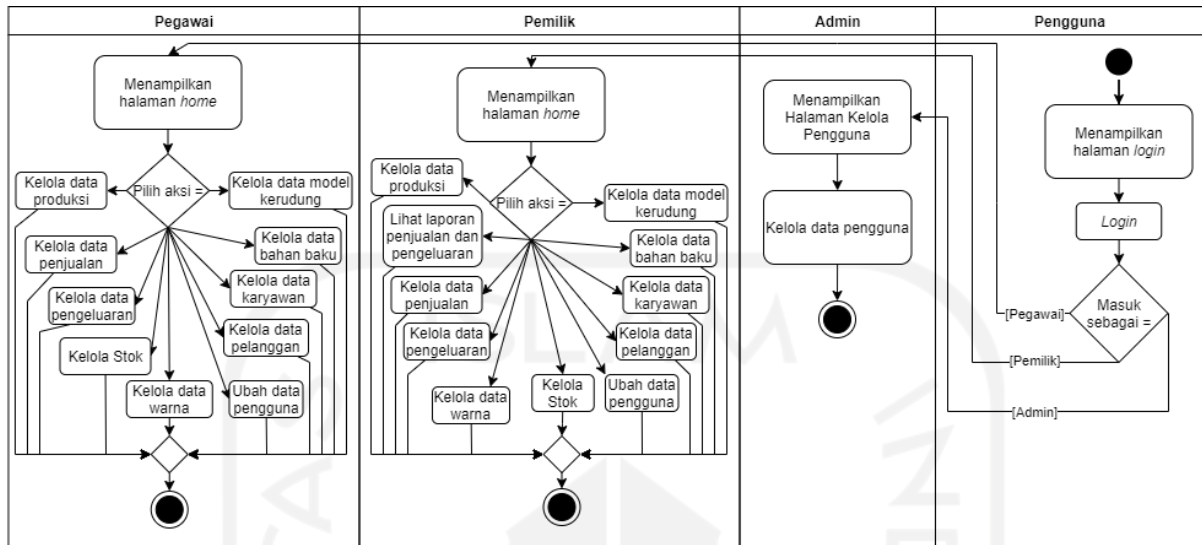 Pegawai
Pemilik
Admin
Pengguna
Menampilkan
halaman home
Pilih aksi =
Kelola data
produksi
Kelola data model
kerudung
Kelola data
penjualan
Kelola data
bahan baku
Kelola data
pengeluaran
Kelola data
karyawan
Kelola Stok
Kelola data
pelanggan
Kelola data
warna
Ubah data
pengguna
Menampilkan
halaman home
Pilih aksi =
Kelola data
produksi
Kelola data model
kerudung
Lihat laporan
penjualan dan
pengeluaran
Kelola data
bahan baku
Kelola data
penjualan
Kelola data
karyawan
Kelola data
pengeluaran
Kelola data
pelanggan
Kelola data
warna
Kelola
Stok
Ubah data
pengguna
Menampilkan
Halaman Kelola
Pengguna
Kelola data pengguna
Menampilkan
halaman login
Login
Masuk
sebagai =
[Pegawai]
[Pemilik]
[Admin]
ISLAM